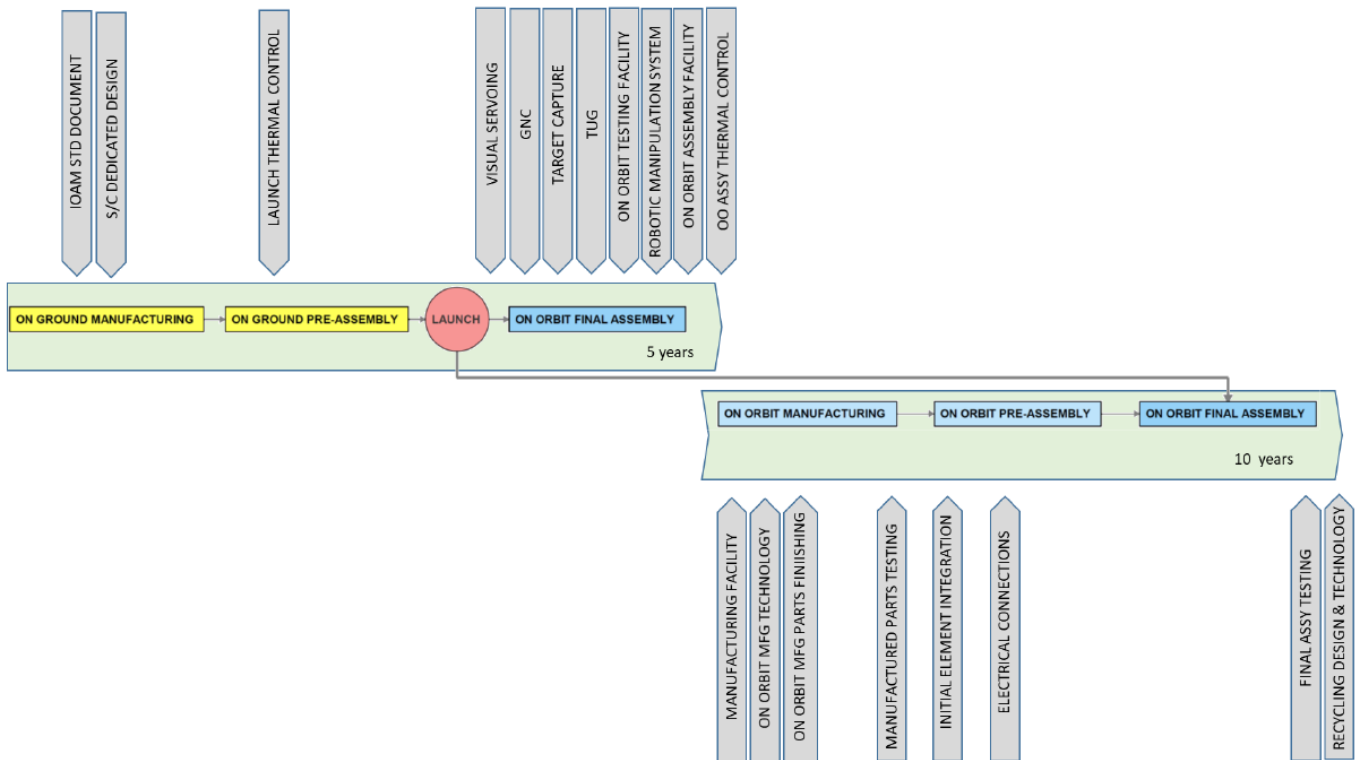 IOAM STD DOCUMENT
S/C DEDICATED DESIGN
LAUNCH THERMAL CONTROL
VISUAL SERVOING
GNC
TARGET CAPTURE
TUG
ON ORBIT TESTING FACILITY
ROBOTIC MANIPULATION SYSTEM
ON ORBIT ASSEMBLY FACILITY
OO ASSY THERMAL CONTROL
ON GROUND MANUFACTURING
ON GROUND PRE-ASSEMBLY
LAUNCH
ON ORBIT FINAL ASSEMBLY
5 years
ON ORBIT MANUFACTURING
ON ORBIT PRE-ASSEMBLY
ON ORBIT FINAL ASSEMBLY
10 years
MANUFACTURING FACILITY
ON ORBIT MFG TECHNOLOGY
ON ORBIT MFG PARTS FINIISHING
MANUFACTURED PARTS TESTING
INITIAL ELEMENT INTEGRATION
ELECTRICAL CONNECTIONS
FINAL ASSY TESTING
RECYCLING DESIGN & TECHNOLOGY